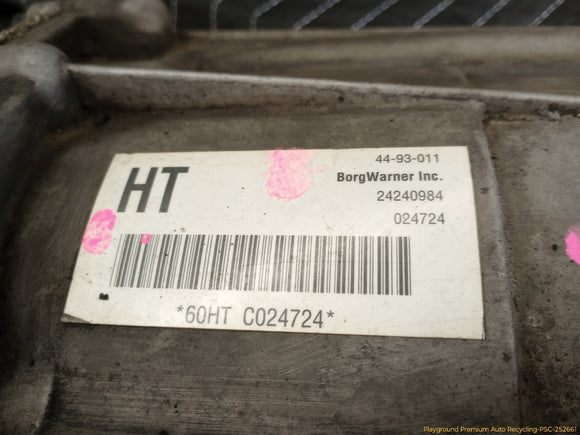 HT
44-93-011
BorgWarner Inc.
24240984
024724
*60HT C024724*
Playground Premium Auto Recycling-PSC-252661